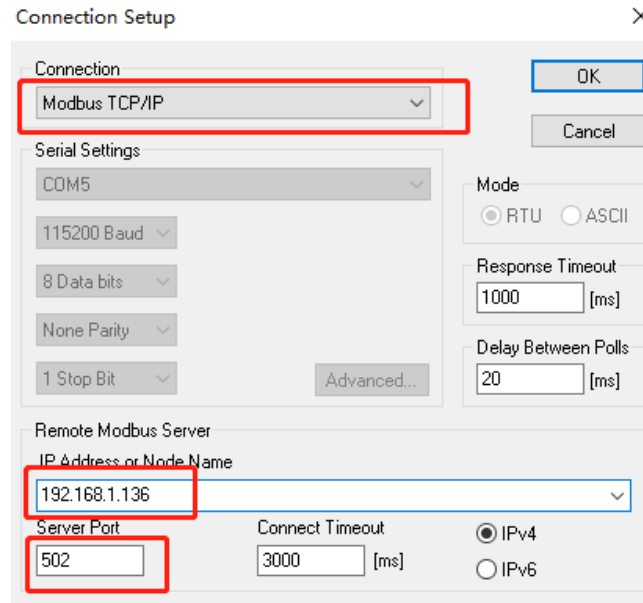 Connection Setup
Connection
OK
Modbus TCP/IP
Cancel
Serial Settings
COM5
Mode
RTU ASCII
115200 Baud
Response Timeout
8 Data bits
1000 [ms]
None Parity
Delay Between Polls
1 Stop Bit
Advanced...
20 [ms]
Remote Modbus Server
IP Address or Node Name
192.168.1.136
Server Port
Connect Timeout
IPv4
502
3000 [ms]
IPv6